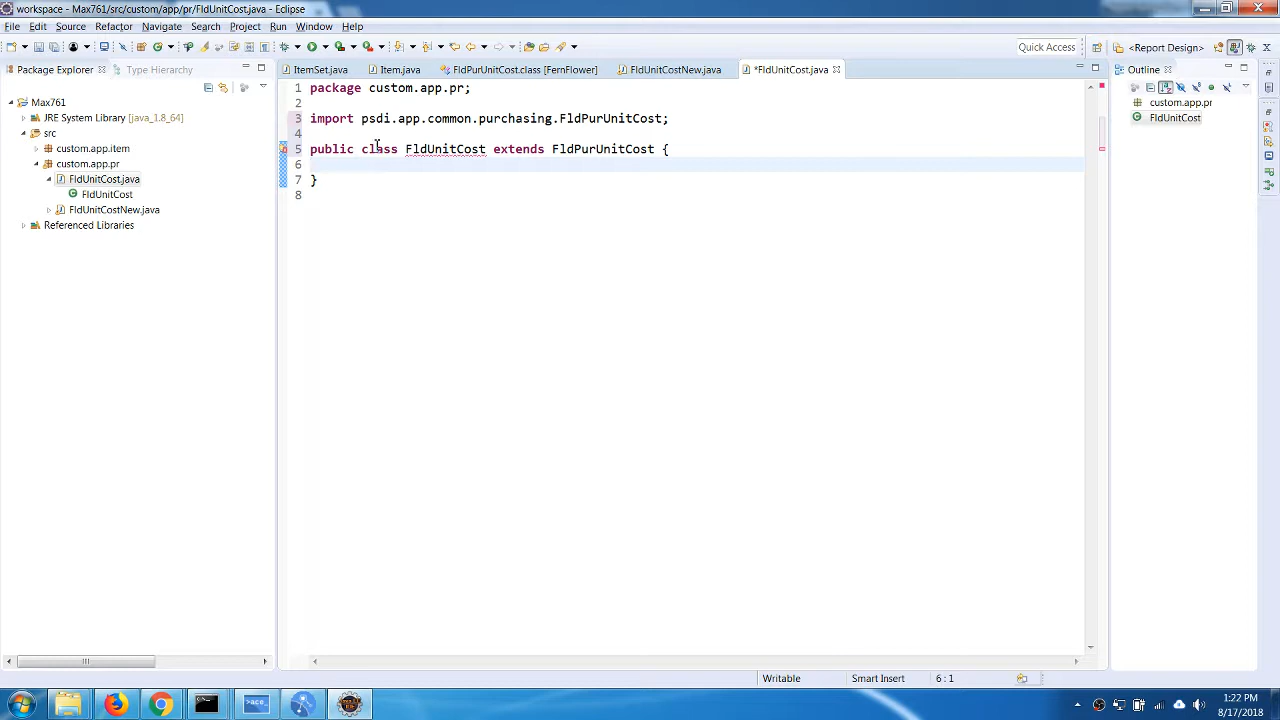 workspace - Max761/src/custom/app/pr/FldUnitCost.java - Eclipse
File Edit Source Refactor Navigate Search Project Run Window Help
Quick Access
<Report Design>
Package Explorer
Type Hierarchy
ItemSet.java
Item.java
FldPurUnitCost.class [FernFlower]
FldUnitCostNew.java
*FldUnitCost.java
Outline
Max761
JRE System Library [java_1.8_64]
src
custom.app.item
custom.app.pr
FldUnitCost.java
FldUnitCost
FldUnitCostNew.java
Referenced Libraries
1 package custom.app.pr;
2
3 import psdi.app.common.purchasing.FldPurUnitCost;
4
5 public class FldUnitCost extends FldPurUnitCost {
6
7 }
8
custom.app.pr
FldUnitCost
Writable
Smart Insert
6 : 1
1:22 PM
8/17/2018